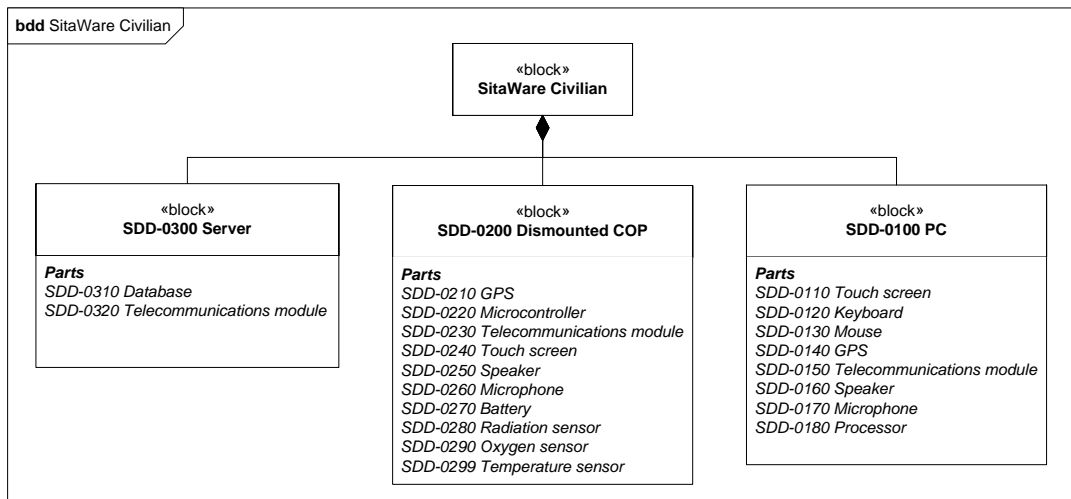 bdd SitaWare Civilian
«block»
SitaWare Civilian
«block»
SDD-0300 Server
Parts
SDD-0310 Database
SDD-0320 Telecommunications module
«block»
SDD-0200 Dismounted COP
Parts
SDD-0210 GPS
SDD-0220 Microcontroller
SDD-0230 Telecommunications module
SDD-0240 Touch screen
SDD-0250 Speaker
SDD-0260 Microphone
SDD-0270 Battery
SDD-0280 Radiation sensor
SDD-0290 Oxygen sensor
SDD-0299 Temperature sensor
«block»
SDD-0100 PC
Parts
SDD-0110 Touch screen
SDD-0120 Keyboard
SDD-0130 Mouse
SDD-0140 GPS
SDD-0150 Telecommunications module
SDD-0160 Speaker
SDD-0170 Microphone
SDD-0180 Processor